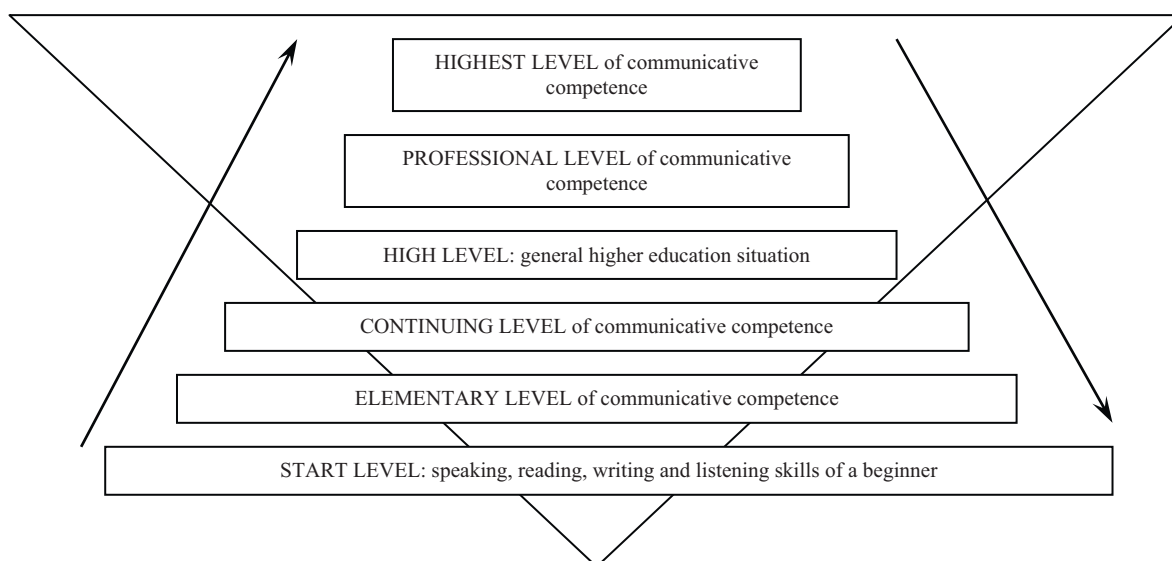 HIGHEST LEVEL of communicative
competence
PROFESSIONAL LEVEL of communicative
competence
HIGH LEVEL: general higher education situation
CONTINUING LEVEL of communicative competence
ELEMENTARY LEVEL of communicative competence
START LEVEL: speaking, reading, writing and listening skills of a beginner